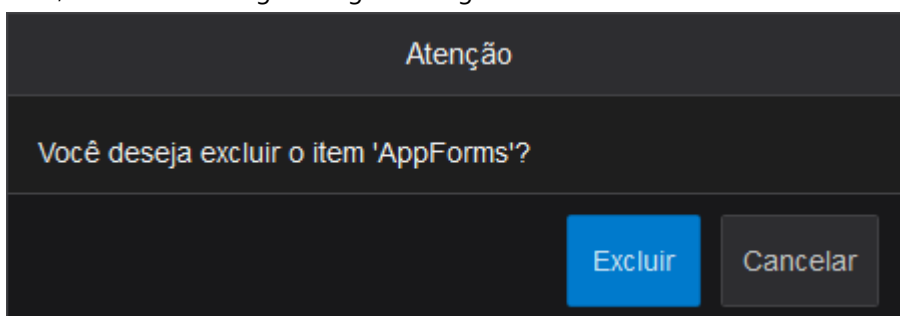 Atenção
Você deseja excluir o item 'AppForms'?
Excluir
Cancelar